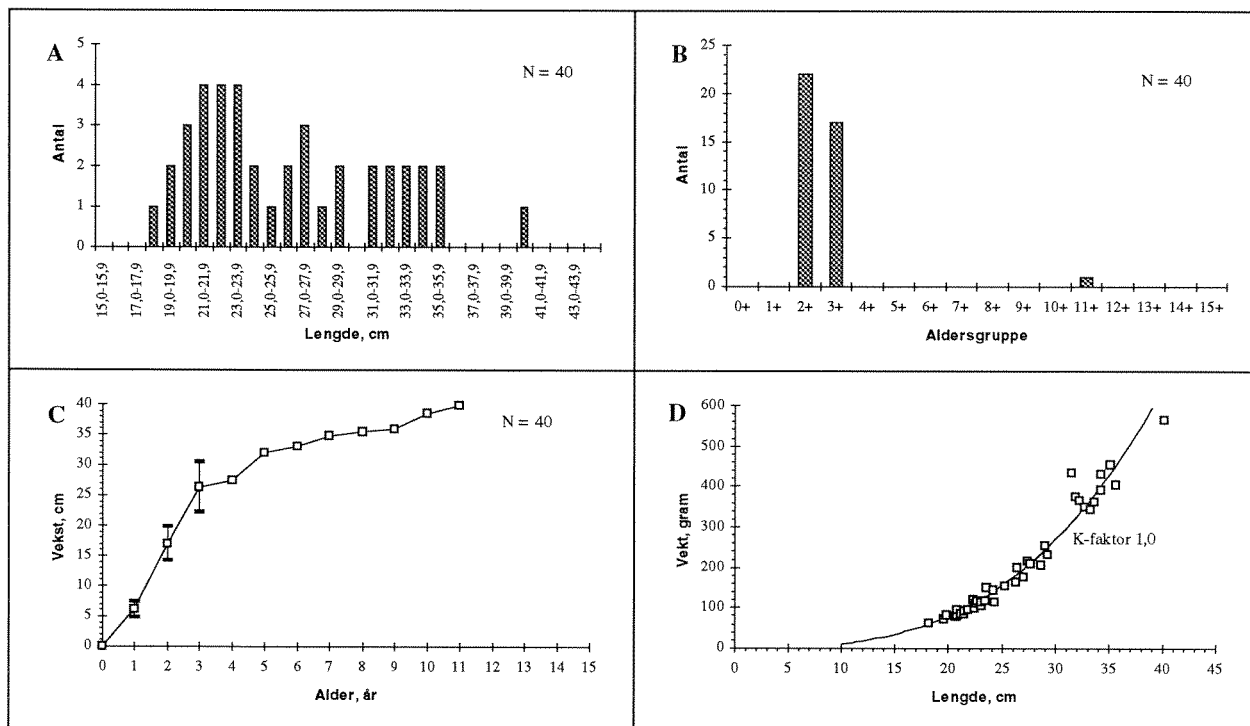 A
N = 40
Antal
5
4
3
2
1
0
15,0-15,9
17,0-17,9
19,0-19,9
21,0-21,9
23,0-23,9
25,0-25,9
27,0-27,9
29,0-29,9
31,0-31,9
33,0-33,9
35,0-35,9
37,0-37,9
39,0-39,9
41,0-41,9
43,0-43,9
Lengde, cm
B
N = 40
Antal
25
20
15
10
5
0
0+ 1+ 2+ 3+ 4+ 5+ 6+ 7+ 8+ 9+ 10+ 11+ 12+ 13+ 14+ 15+
Aldersgruppe
C
N = 40
Vekst, cm
40
35
30
25
20
15
10
5
0
0 1 2 3 4 5 6 7 8 9 10 11 12 13 14 15
Alder, år
D
Vekt, gram
600
500
400
300
200
100
0
K-faktor 1,0
0 5 10 15 20 25 30 35 40 45
Lengde, cm